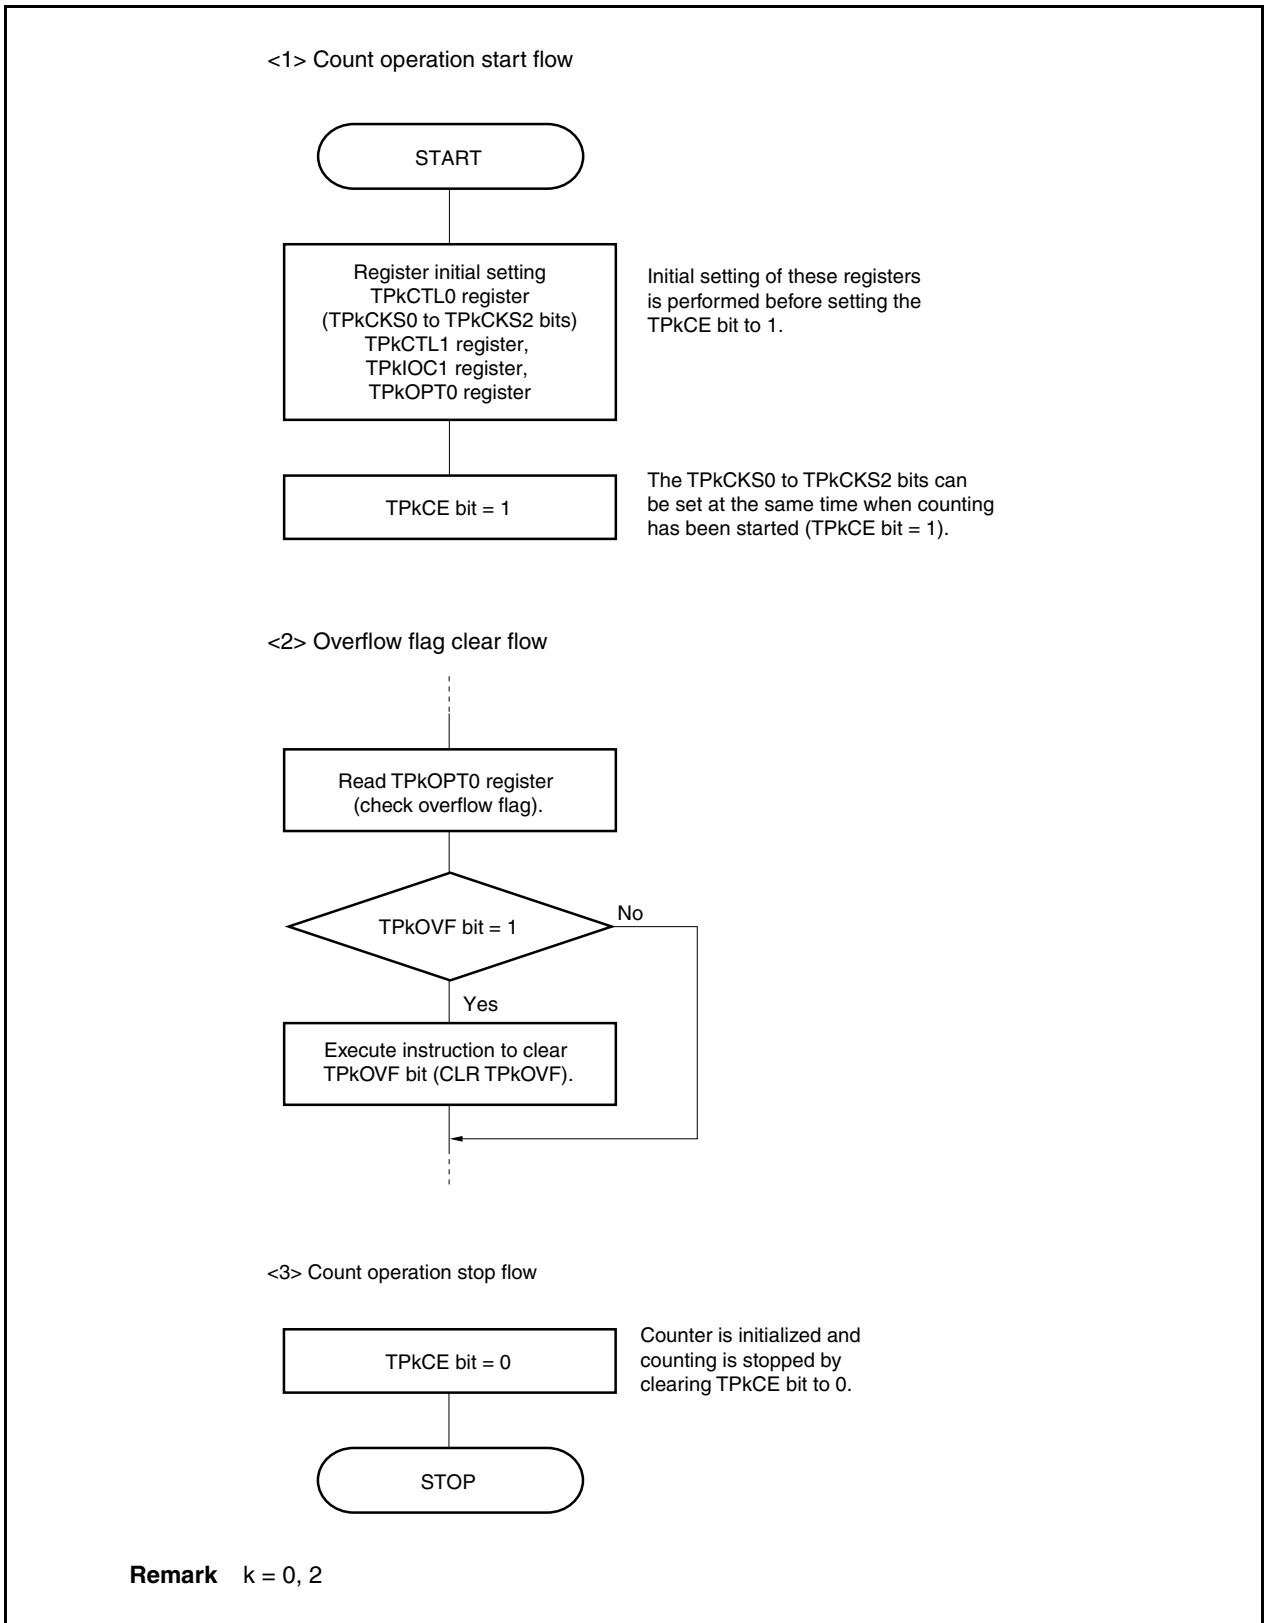 <1> Count operation start flow
START
Register initial setting
TPkCTL0 register
(TPkCKS0 to TPkCKS2 bits)
TPkCTL1 register,
TPkIOC1 register,
TPkOPT0 register
Initial setting of these registers
is performed before setting the
TPkCE bit to 1.
TPkCE bit = 1
The TPkCKS0 to TPkCKS2 bits can
be set at the same time when counting
has been started (TPkCE bit = 1).
<2> Overflow flag clear flow
Read TPkOPT0 register
(check overflow flag).
TPkOVF bit = 1
No
Yes
Execute instruction to clear
TPkOVF bit (CLR TPkOVF).
<3> Count operation stop flow
TPkCE bit = 0
Counter is initialized and
counting is stopped by
clearing TPkCE bit to 0.
STOP
Remark k = 0, 2